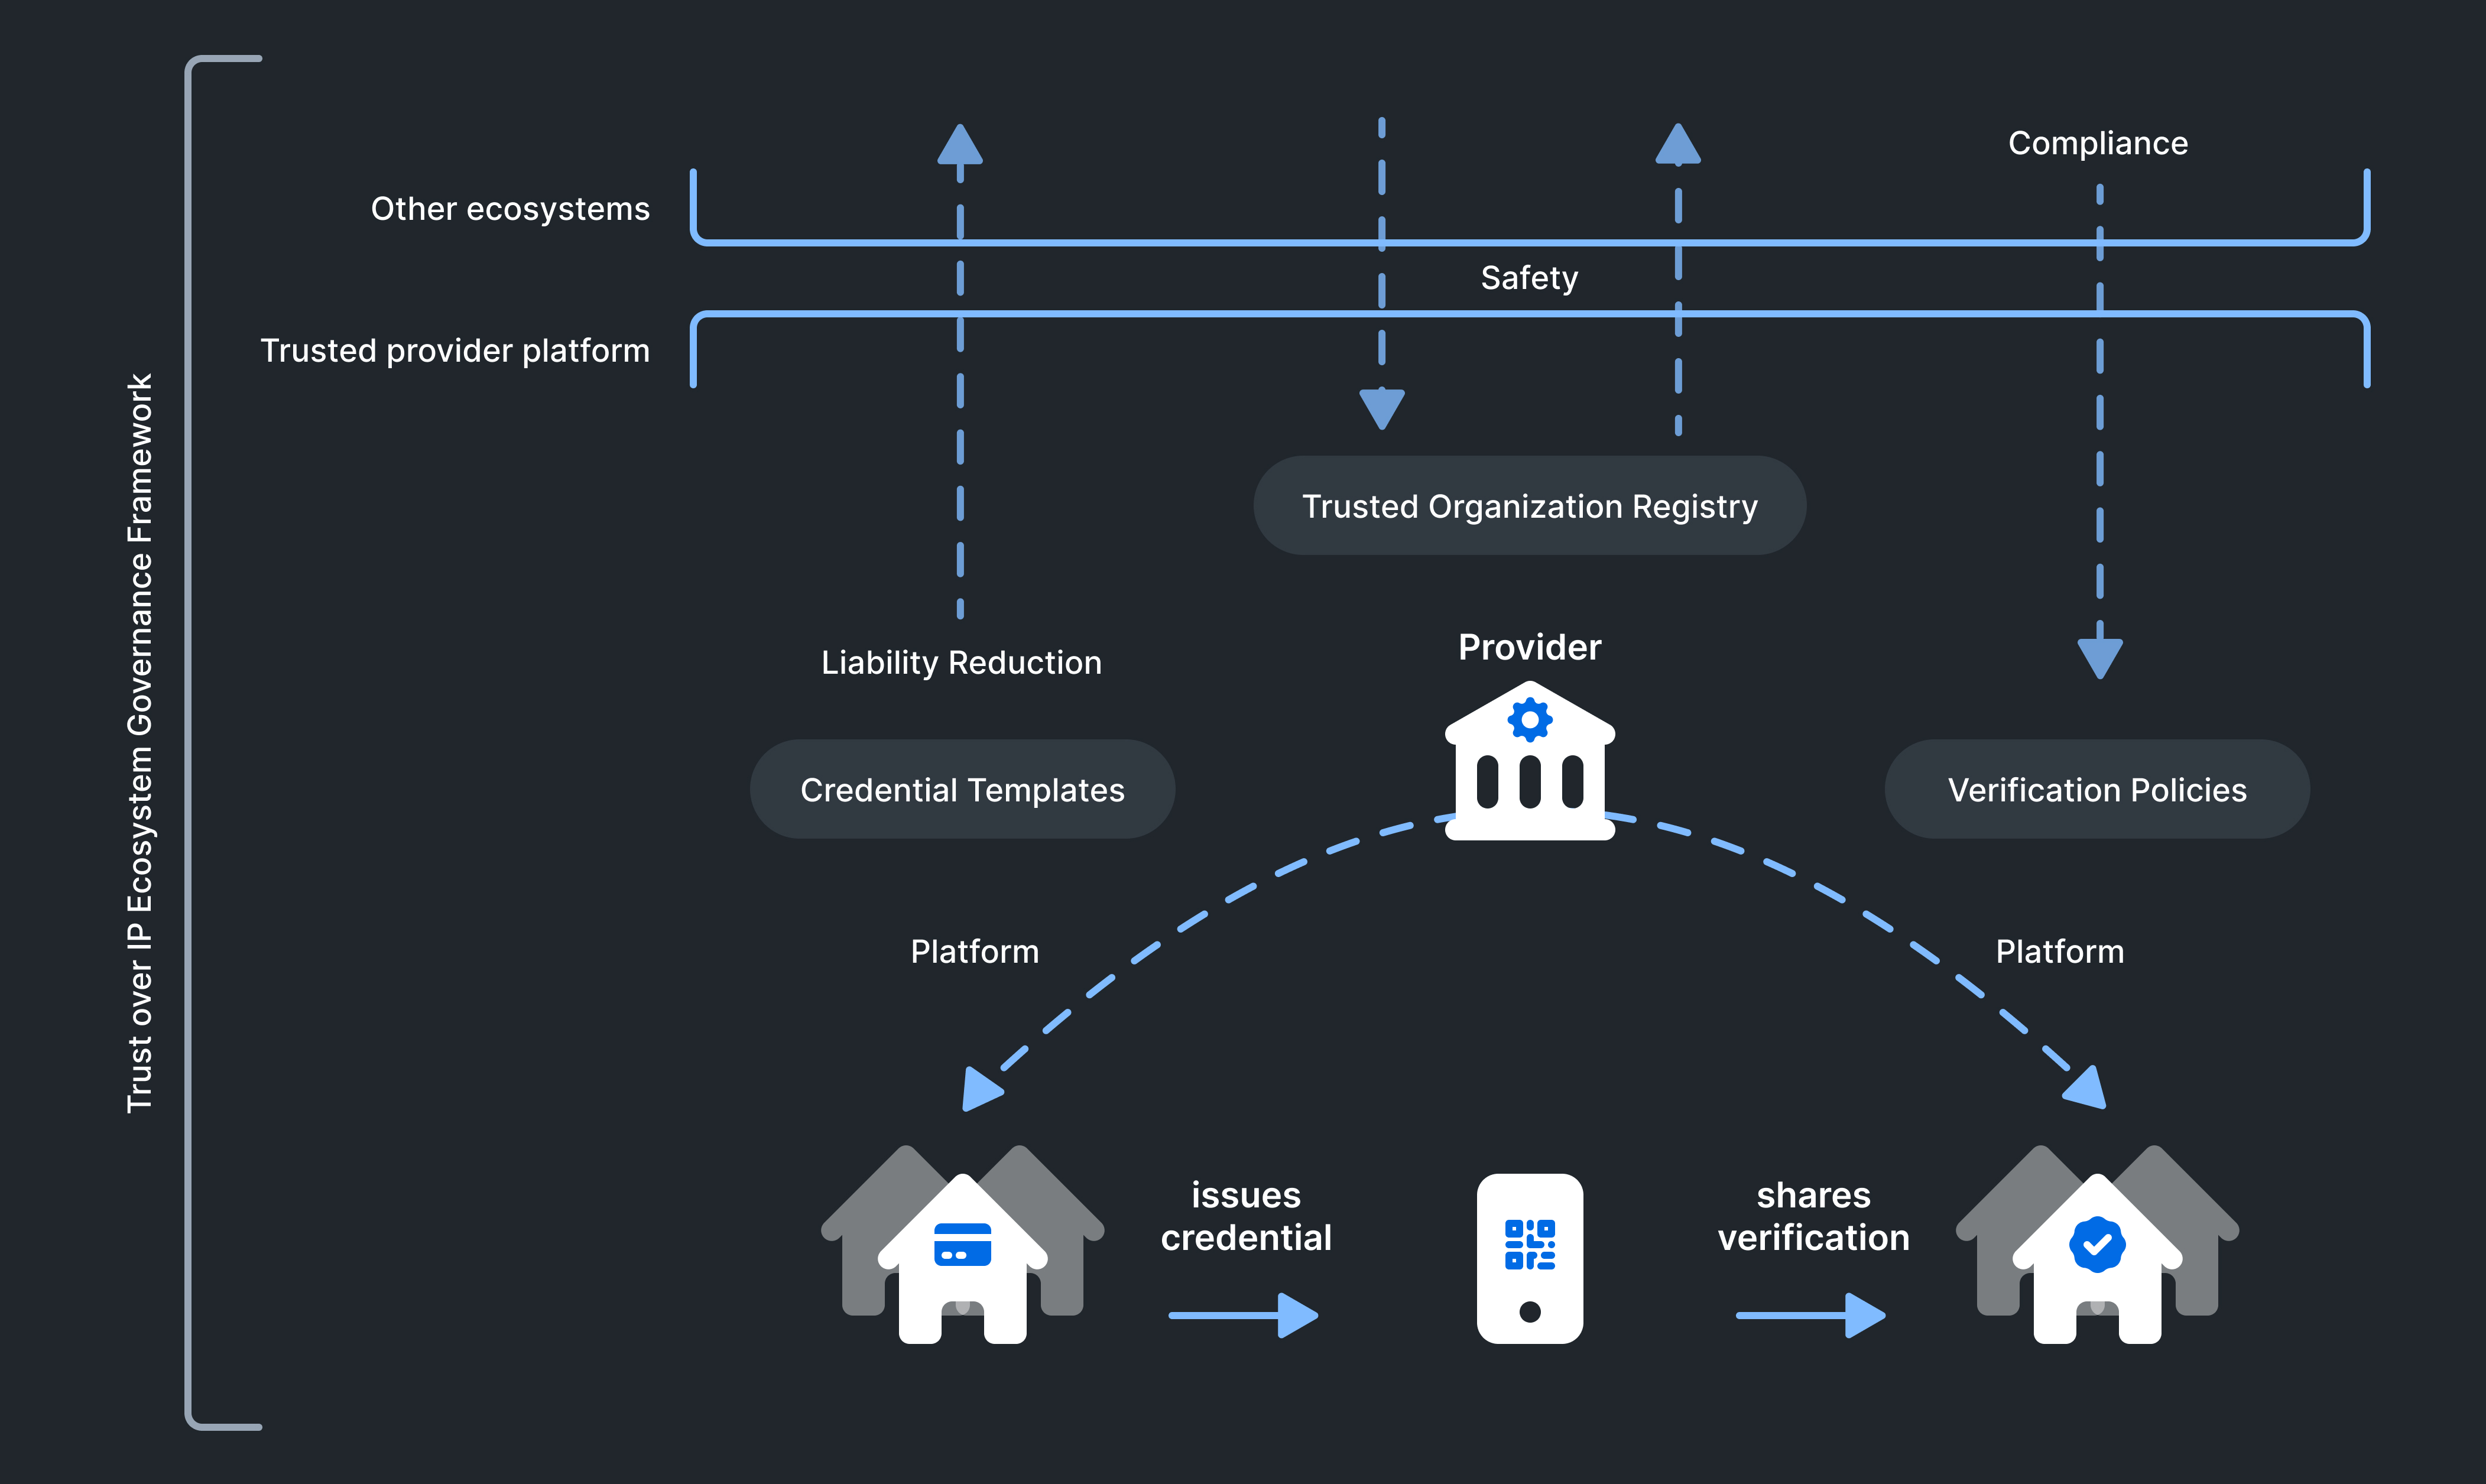 Trust over IP Ecosystem Governance Framework
Compliance
Other ecosystems
Safety
Trusted provider platform
Trusted Organization Registry
Provider
Liability Reduction
Credential Templates
Verification Policies
Platform
Platform
issues
credential
shares
verification